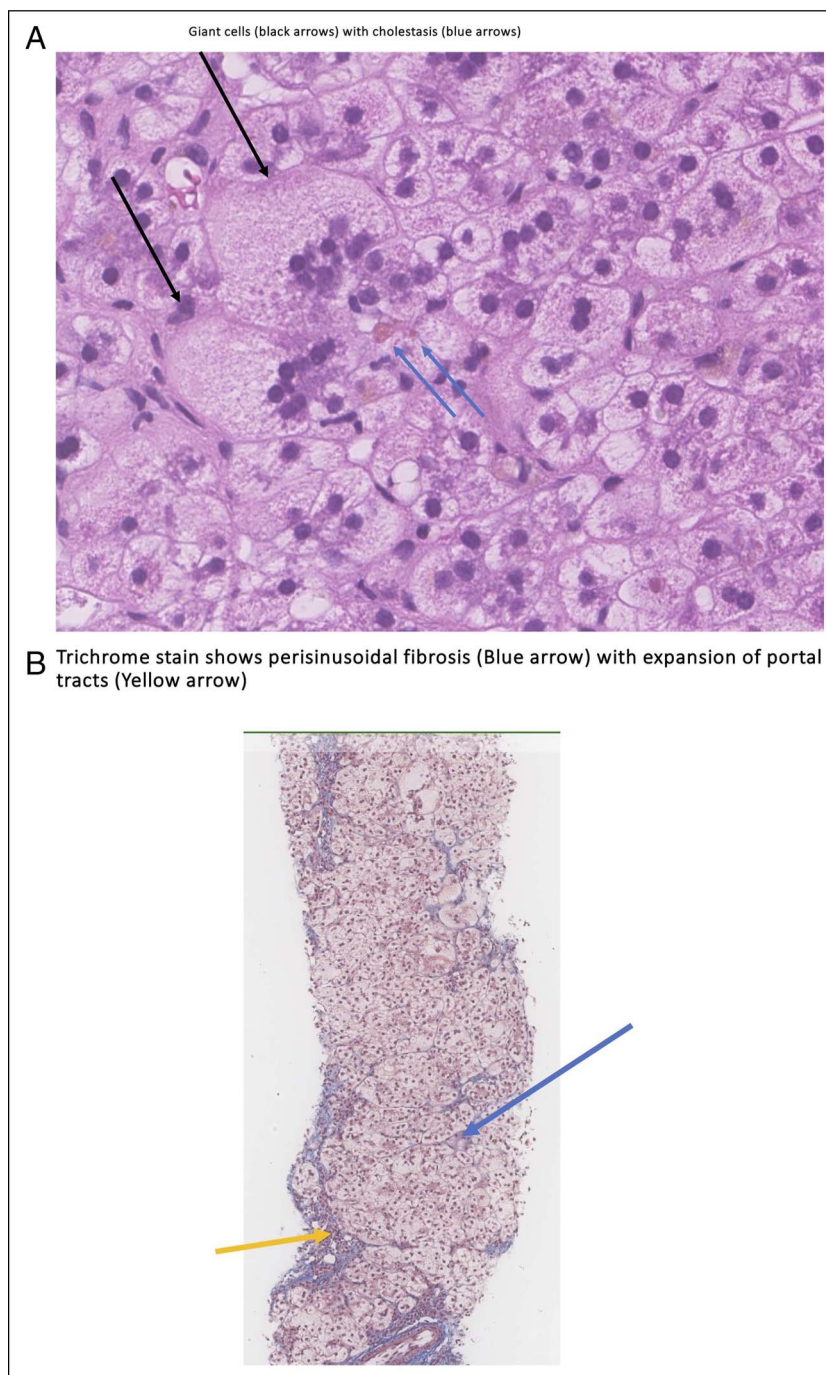 A
Giant cells (black arrows) with cholestasis (blue arrows)
B
Trichrome stain shows perisinusoidal fibrosis (Blue arrow) with expansion of portal
tracts (Yellow arrow)